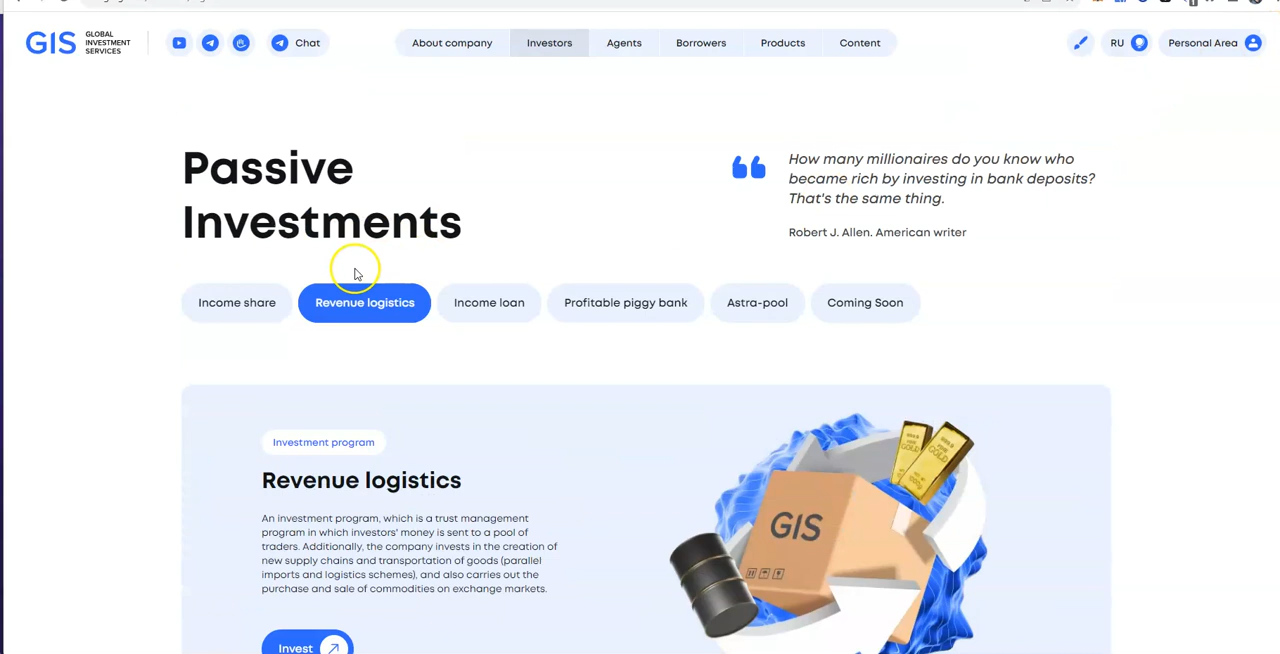 GIS
GLOBAL
INVESTMENT
SERVICES
Chat
About company
Investors
Agents
Borrowers
Products
Content
RU
Personal Area
Passive
Investments
How many millionaires do you know who
became rich by investing in bank deposits?
That's the same thing.
Robert J. Allen. American writer
Income share
Revenue logistics
Income loan
Profitable piggy bank
Astra-pool
Coming Soon
Investment program
Revenue logistics
An investment program, which is a trust management
program in which investors' money is sent to a pool of
traders. Additionally, the company invests in the creation of
new supply chains and transportation of goods (parallel
imports and logistics schemes), and also carries out the
purchase and sale of commodities on exchange markets.
Invest
GIS
GOLD
GOLD